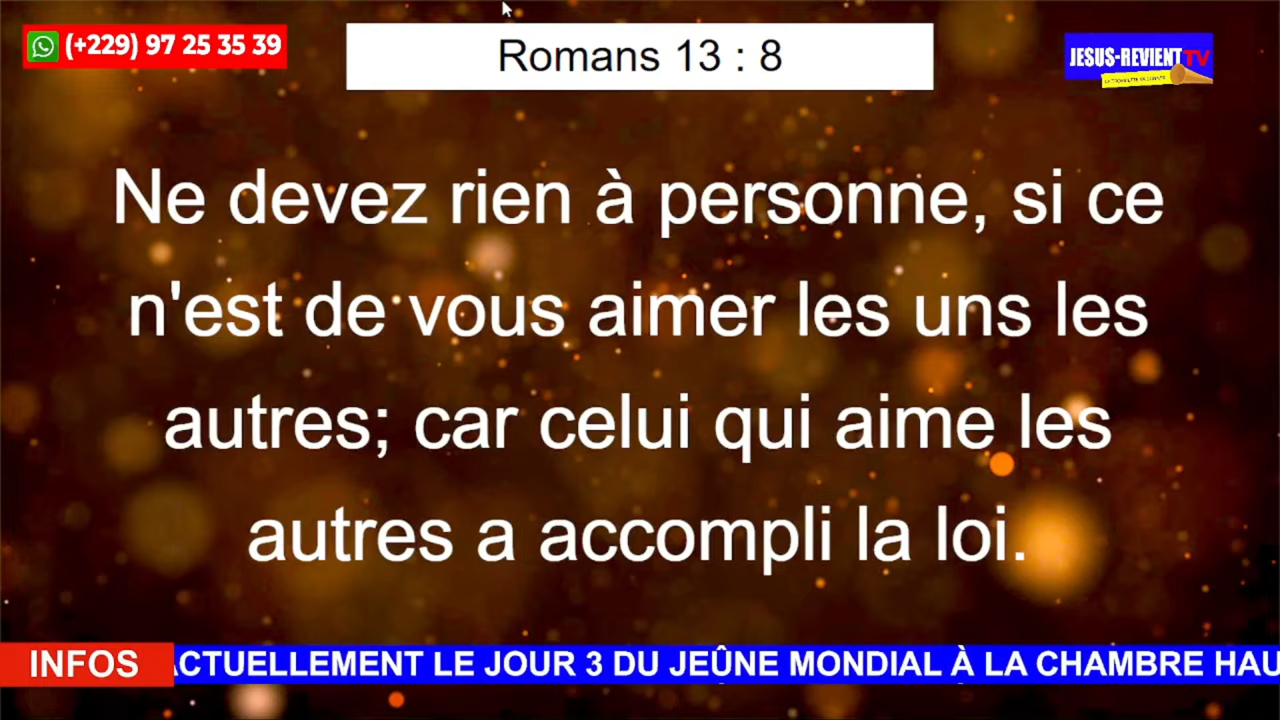 (+229) 97 25 35 39
Romans 13 : 8
JESUS-REVIENT TV
Ne devez rien à personne, si ce
n'est de vous aimer les uns les
autres; car celui qui aime les
autres a accompli la loi.
INFOS
ACTUELLEMENT LE JOUR 3 DU JEÛNE MONDIAL À LA CHAMBRE HAU